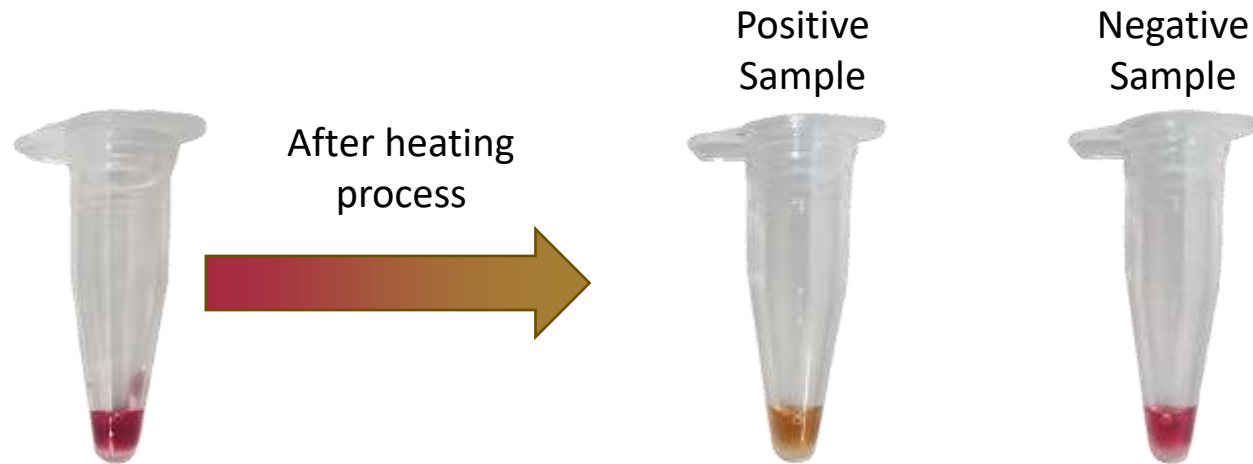 Positive
Sample
Negative
Sample
After heating
process